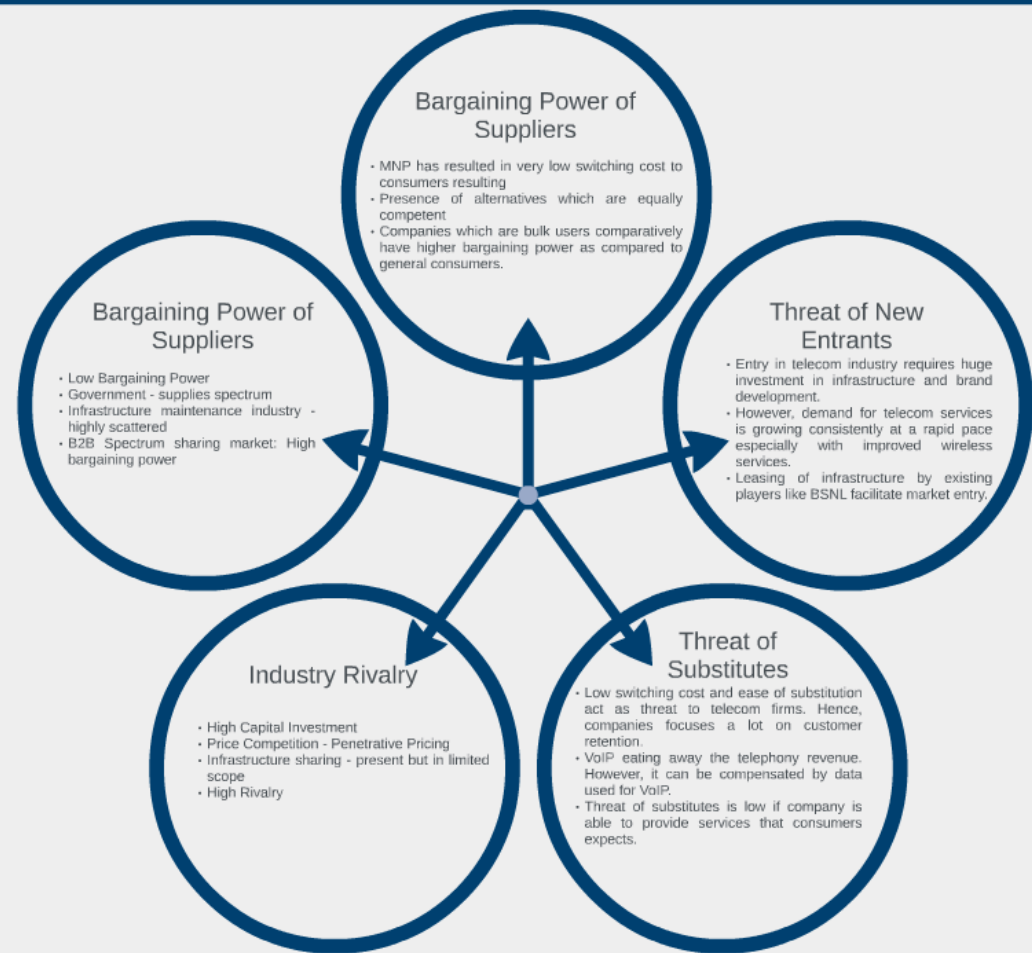 Bargaining Power of
Suppliers
• MNP has resulted in very low switching cost to
consumers resulting
• Presence of alternatives which are equally
competent
• Companies which are bulk users comparatively
have higher bargaining power as compared to
general consumers.
Bargaining Power of
Suppliers
• Low Bargaining Power
• Government - supplies spectrum
• Infrastructure maintenance industry -
highly scattered
• B2B Spectrum sharing market: High
bargaining power
Threat of New
Entrants
• Entry in telecom industry requires huge
investment in infrastructure and brand
development.
• However, demand for telecom services
is growing consistently at a rapid pace
especially with improved wireless
services.
• Leasing of infrastructure by existing
players like BSNL facilitate market entry.
Industry Rivalry
• High Capital Investment
• Price Competition - Penetrative Pricing
• Infrastructure sharing - present but in limited
scope
• High Rivalry
Threat of
Substitutes
• Low switching cost and ease of substitution
act as threat to telecom firms. Hence,
companies focuses a lot on customer
retention.
• VoIP eating away the telephony revenue.
However, it can be compensated by data
used for VoIP.
• Threat of substitutes is low if company is
able to provide services that consumers
expects.